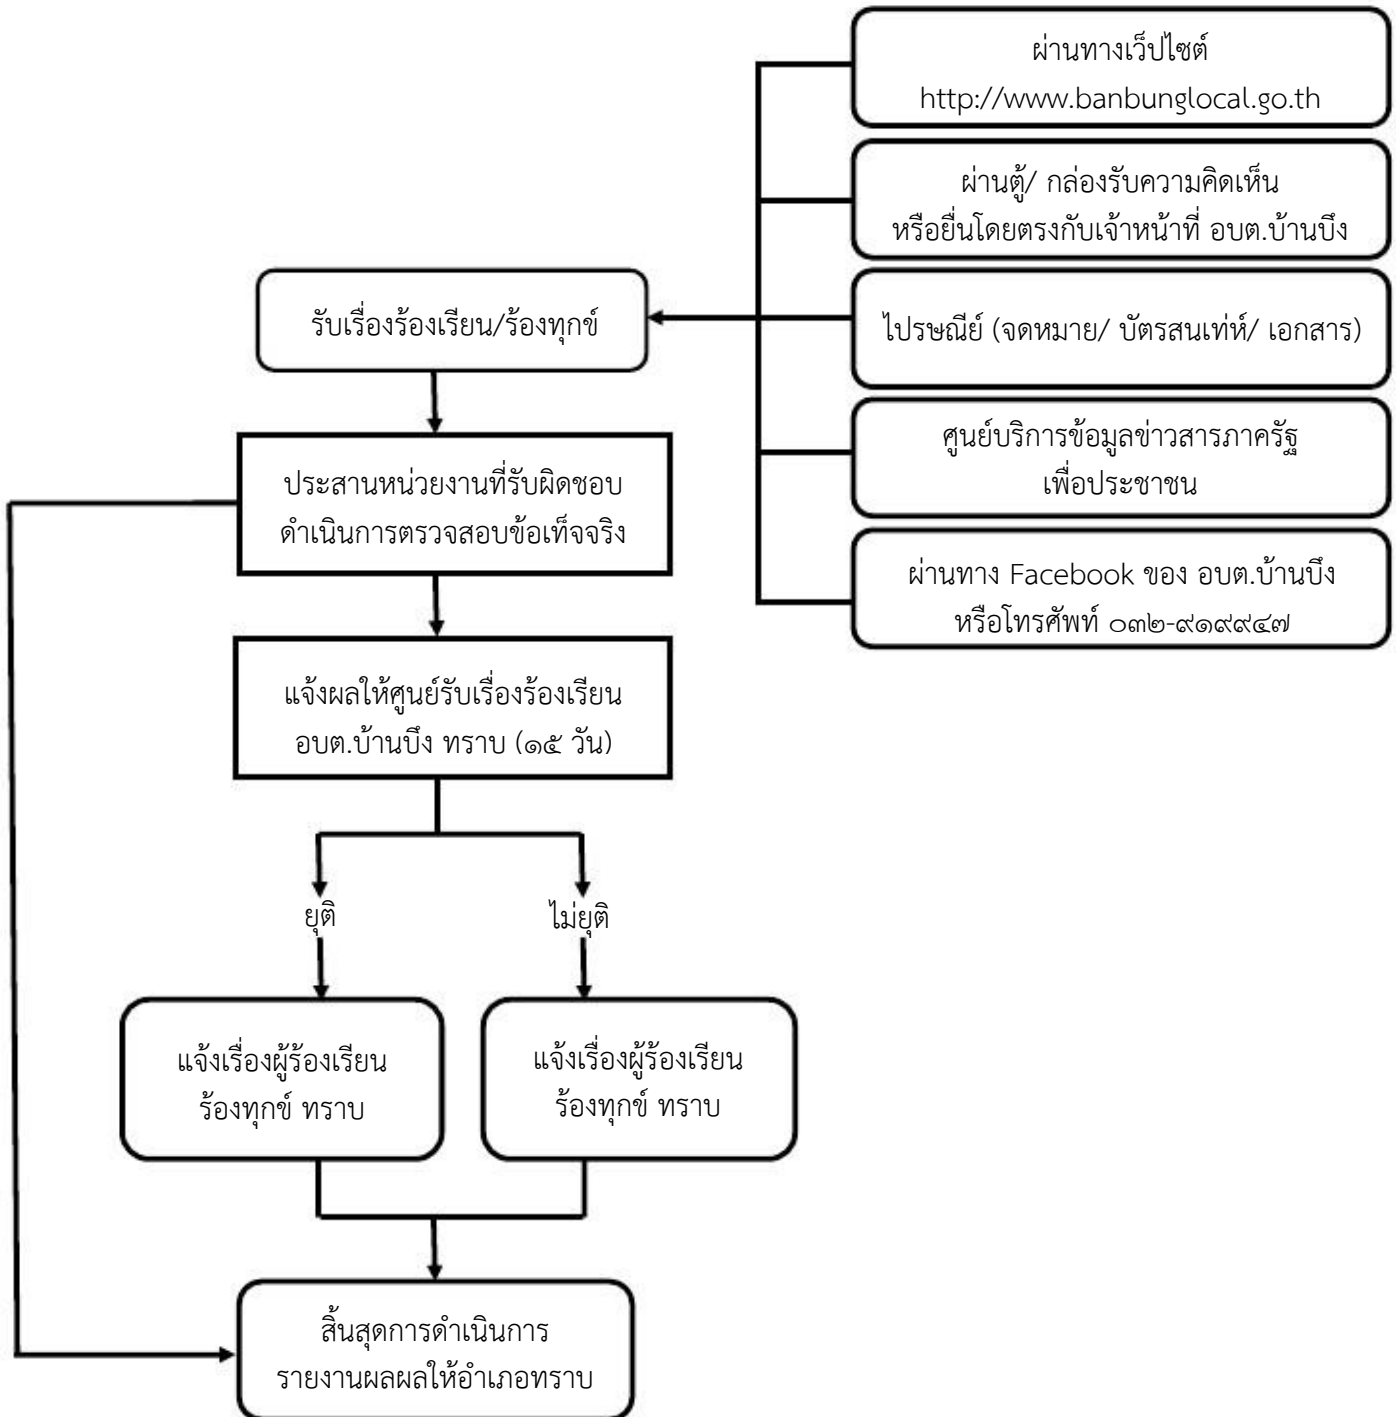 ผ่านทางเว็ปไซต์
http://www.banbunglocal.go.th
ผ่านตู้/ กล่องรับความคิดเห็น
หรือยื่นโดยตรงกับเจ้าหน้าที่ อบต.บ้านบึง
ไปรษณีย์ (จดหมาย/ บัตรสนเท่ห์/ เอกสาร)
ศูนย์บริการข้อมูลข่าวสารภาครัฐ
เพื่อประชาชน
ผ่านทาง Facebook ของ อบต.บ้านบึง
หรือโทรศัพท์ ๐๓๒-๙๑๙๙๔๗
รับเรื่องร้องเรียน/ร้องทุกข์
ประสานหน่วยงานที่รับผิดชอบ
ดำเนินการตรวจสอบข้อเท็จจริง
แจ้งผลให้ศูนย์รับเรื่องร้องเรียน
อบต.บ้านบึง ทราบ (๑๕ วัน)
ยุติ
ไม่ยุติ
แจ้งเรื่องผู้ร้องเรียน
ร้องทุกข์ ทราบ
แจ้งเรื่องผู้ร้องเรียน
ร้องทุกข์ ทราบ
สิ้นสุดการดำเนินการ
รายงานผลผลให้อำเภอทราบ